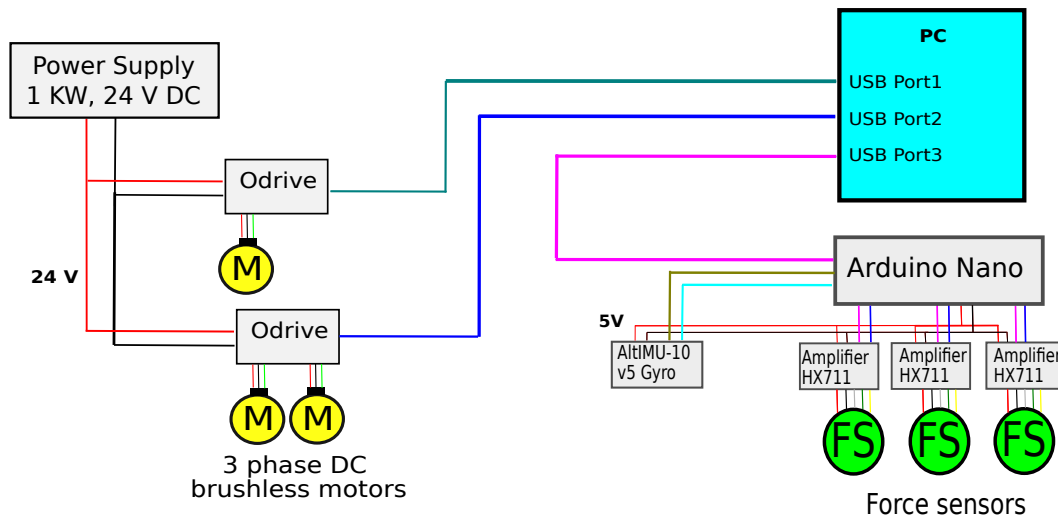 PC
Power Supply
1 KW, 24 V DC
USB Port1
USB Port2
USB Port3
Odrive
M
24 V
Arduino Nano
Odrive
5V
AltIMU-10
v5 Gyro
Amplifier
HX711
Amplifier
HX711
Amplifier
HX711
M
M
FS
FS
FS
3 phase DC
brushless motors
Force sensors